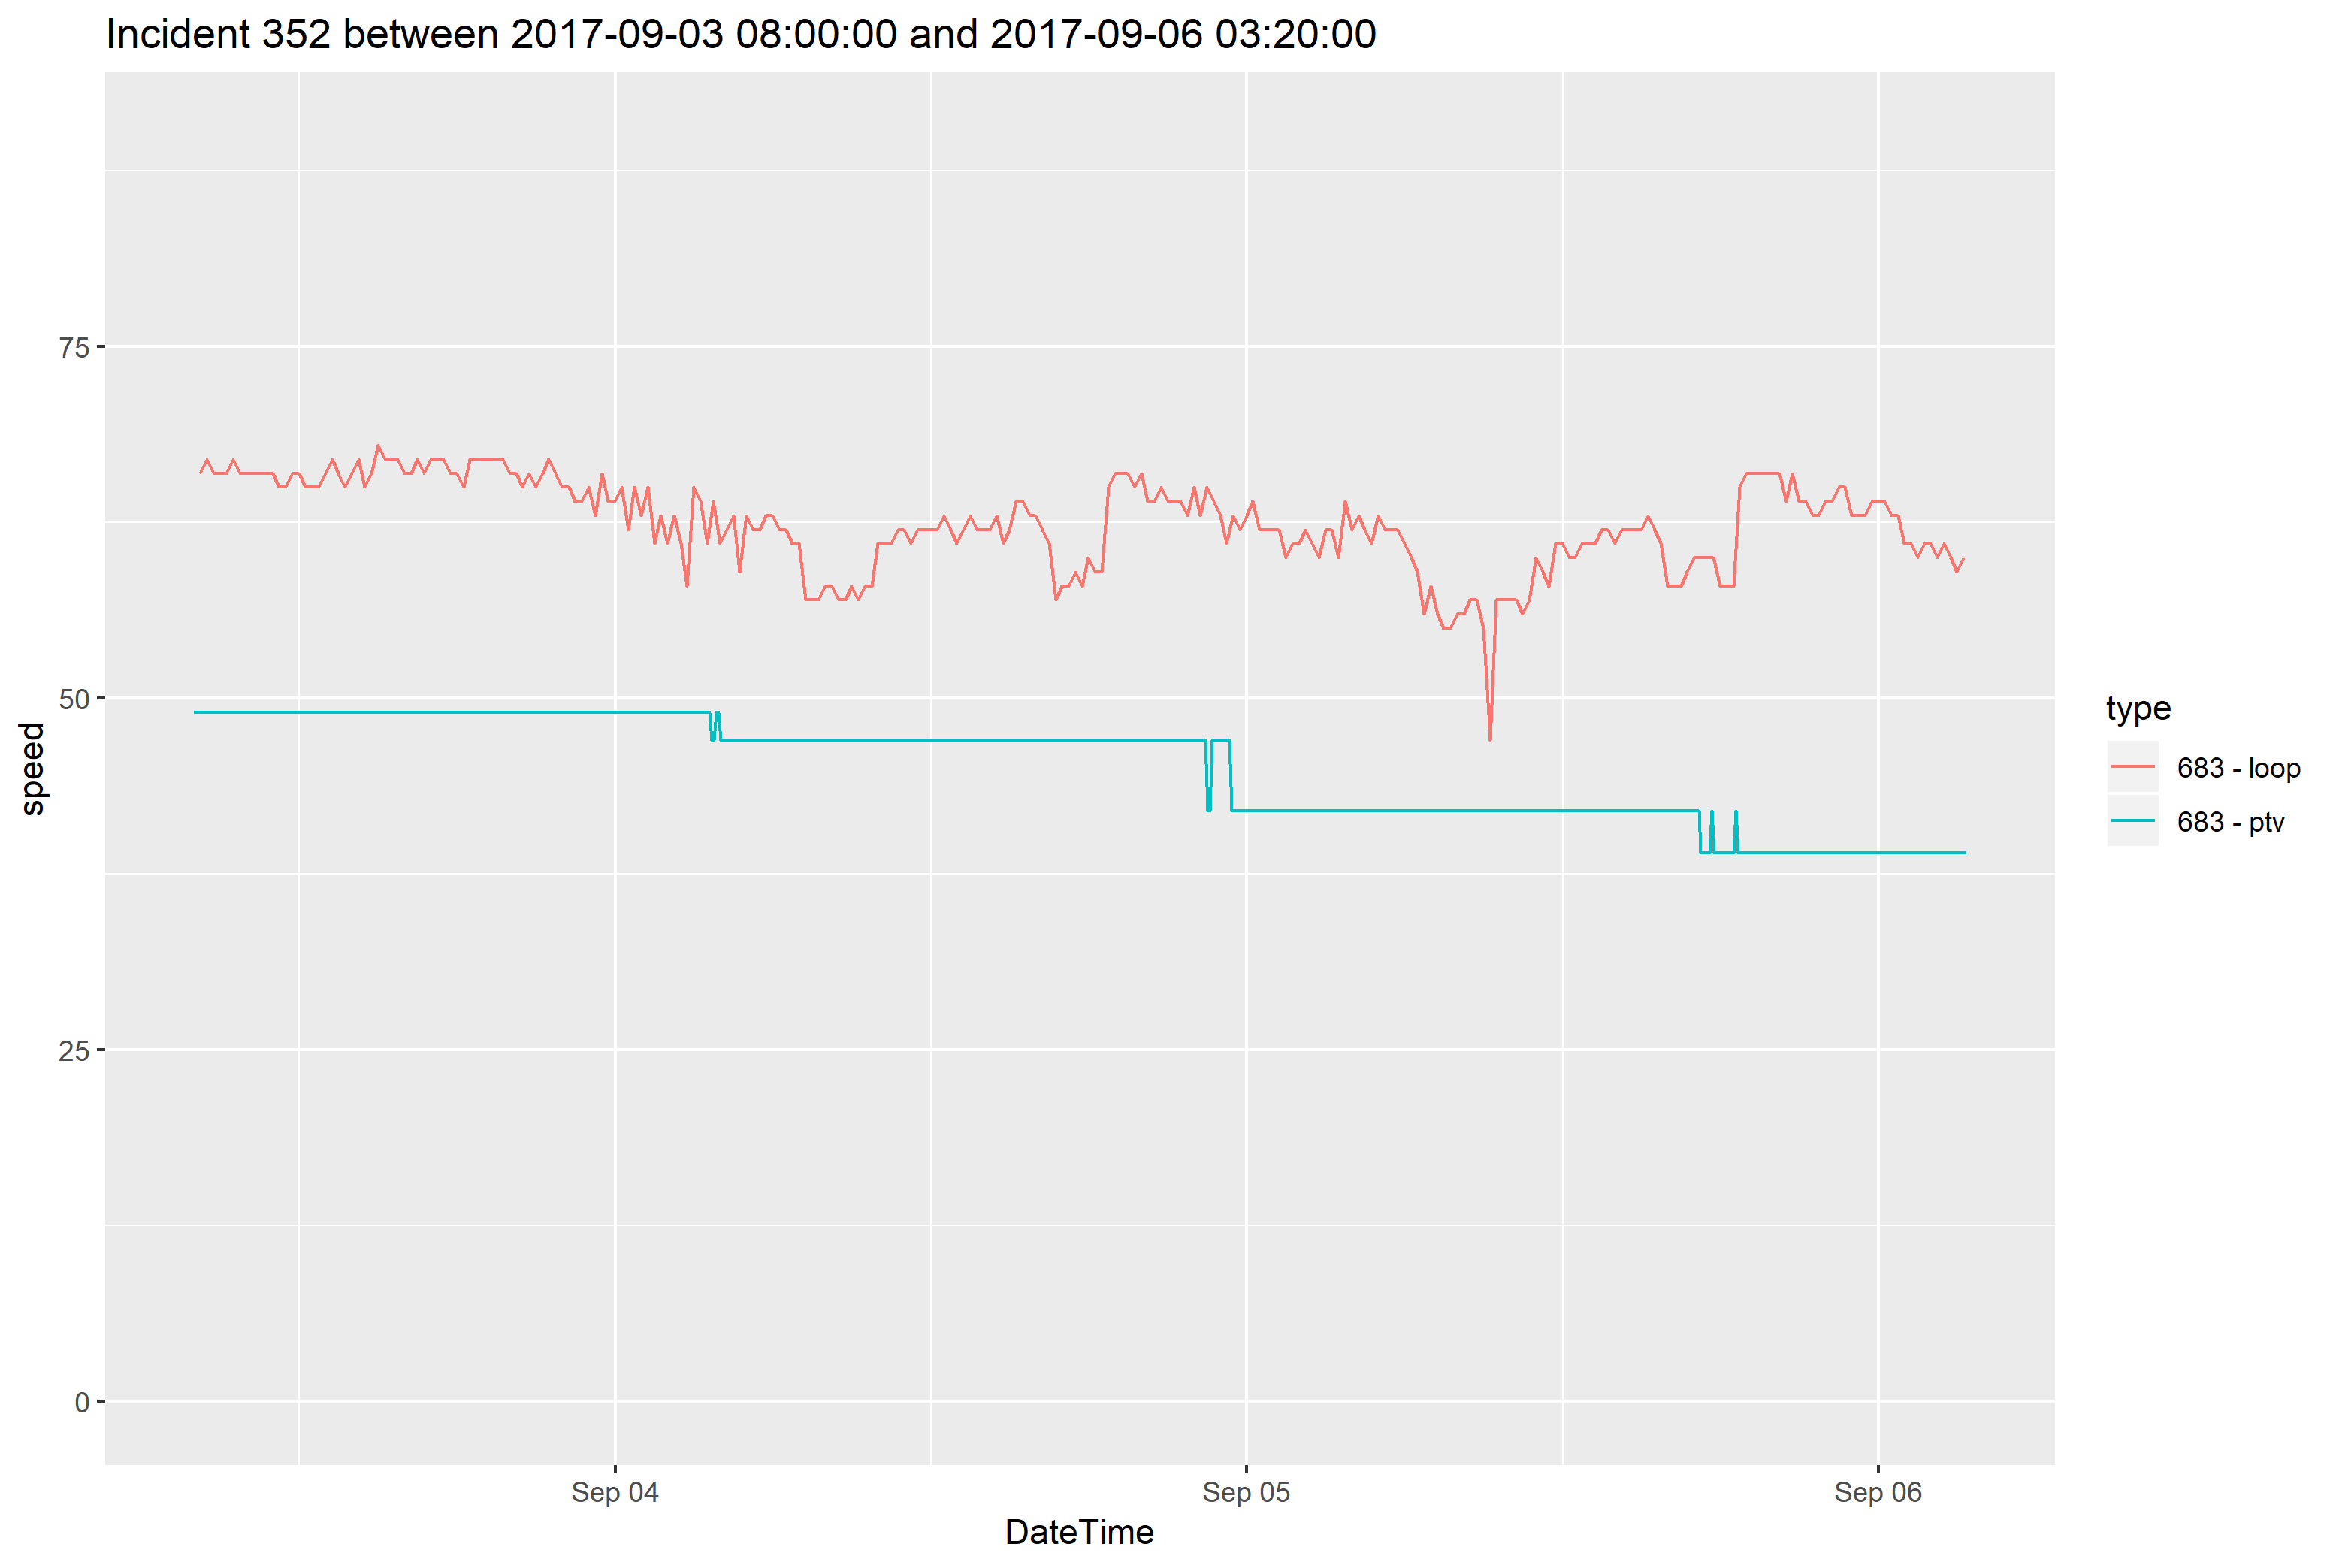 Incident 352 between 2017-09-03 08:00:00 and 2017-09-06 03:20:00
75
50
25
0
speed
Sep 04
Sep 05
Sep 06
DateTime
type
683 - loop
683 - ptv